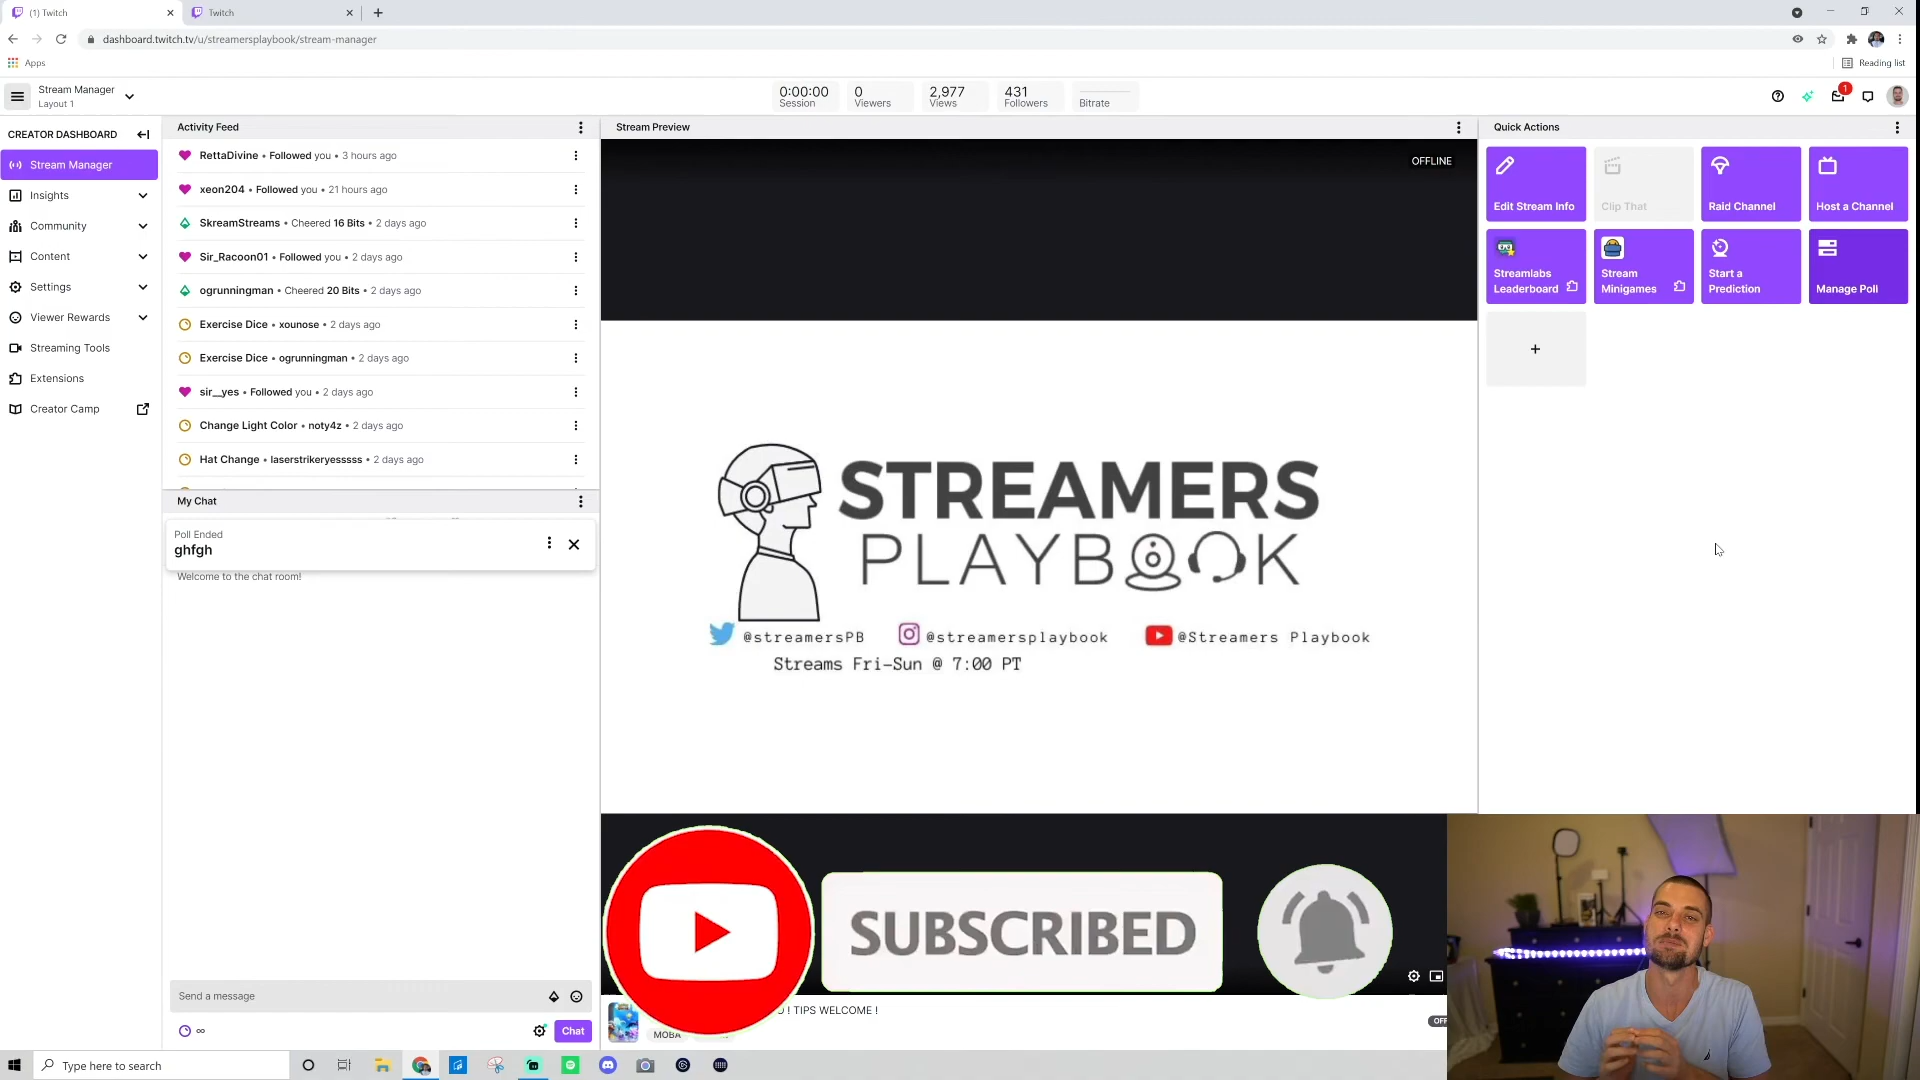 (1) Twitch
Twitch
dashboard.twitch.tv/u/streamersplaybook/stream-manager
Apps
Reading list
Stream Manager
Layout 1
0:00:00
Session
0
Viewers
2,977
Views
431
Followers
Bitrate
1
CREATOR DASHBOARD
Stream Manager
Insights
Community
Content
Settings
Viewer Rewards
Streaming Tools
Extensions
Creator Camp
Activity Feed
RettaDivine • Followed you • 3 hours ago
xeon204 • Followed you • 21 hours ago
SkreamStreams • Cheered 16 Bits • 2 days ago
Sir_Racoon01 • Followed you • 2 days ago
ogrunningman • Cheered 20 Bits • 2 days ago
Exercise Dice • xounose • 2 days ago
Exercise Dice • ogrunningman • 2 days ago
sir__yes • Followed you • 2 days ago
Change Light Color • noty4z • 2 days ago
Hat Change • laserstrikeryesssss • 2 days ago
My Chat
Poll Ended
ghfgh
Welcome to the chat room!
Send a message
∞
Chat
Stream Preview
OFFLINE
STREAMERS
PLAYBOOK
@streamersPB
@streamersplaybook
@Streamers Playbook
Streams Fri-Sun @ 7:00 PT
SUBSCRIBED
! TIPS WELCOME !
MOBA
OFF
Quick Actions
Edit Stream Info
Clip That
Raid Channel
Host a Channel
Streamlabs
Leaderboard
Stream
Minigames
Start a
Prediction
Manage Poll
+
Type here to search